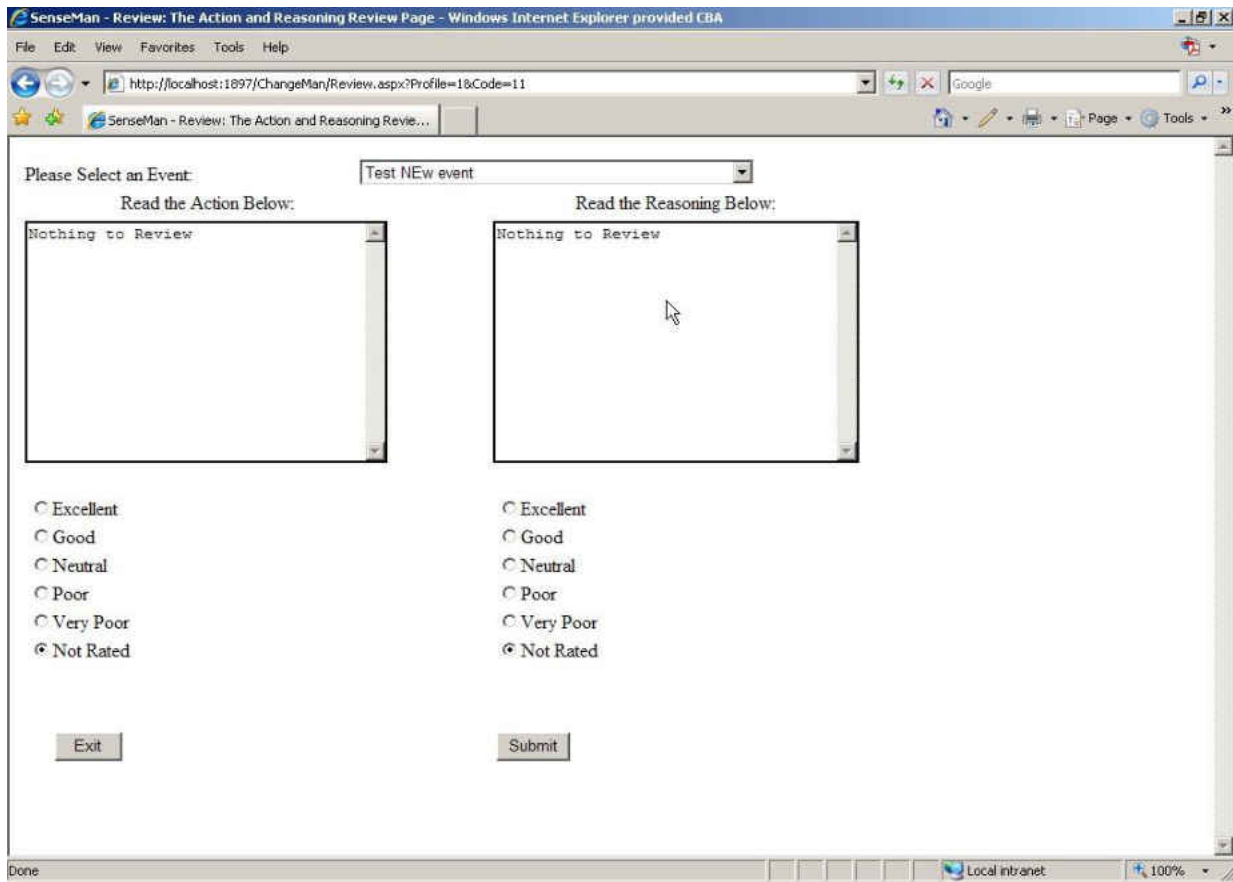 SenseMan - Review: The Action and Reasoning Review Page - Windows Internet Explorer provided CBA
File Edit View Favorites Tools Help
http://localhost:1897/ChangeMan/Review.aspx?Profile=1&Code=11 Google
SenseMan - Review: The Action and Reasoning Revie... Page Tools
Please Select an Event: Test NEw event
Read the Action Below: Read the Reasoning Below:
Nothing to Review Nothing to Review
Excellent Excellent
Good Good
Neutral Neutral
Poor Poor
Very Poor Very Poor
Not Rated Not Rated
Exit Submit
Done Local intranet 100%